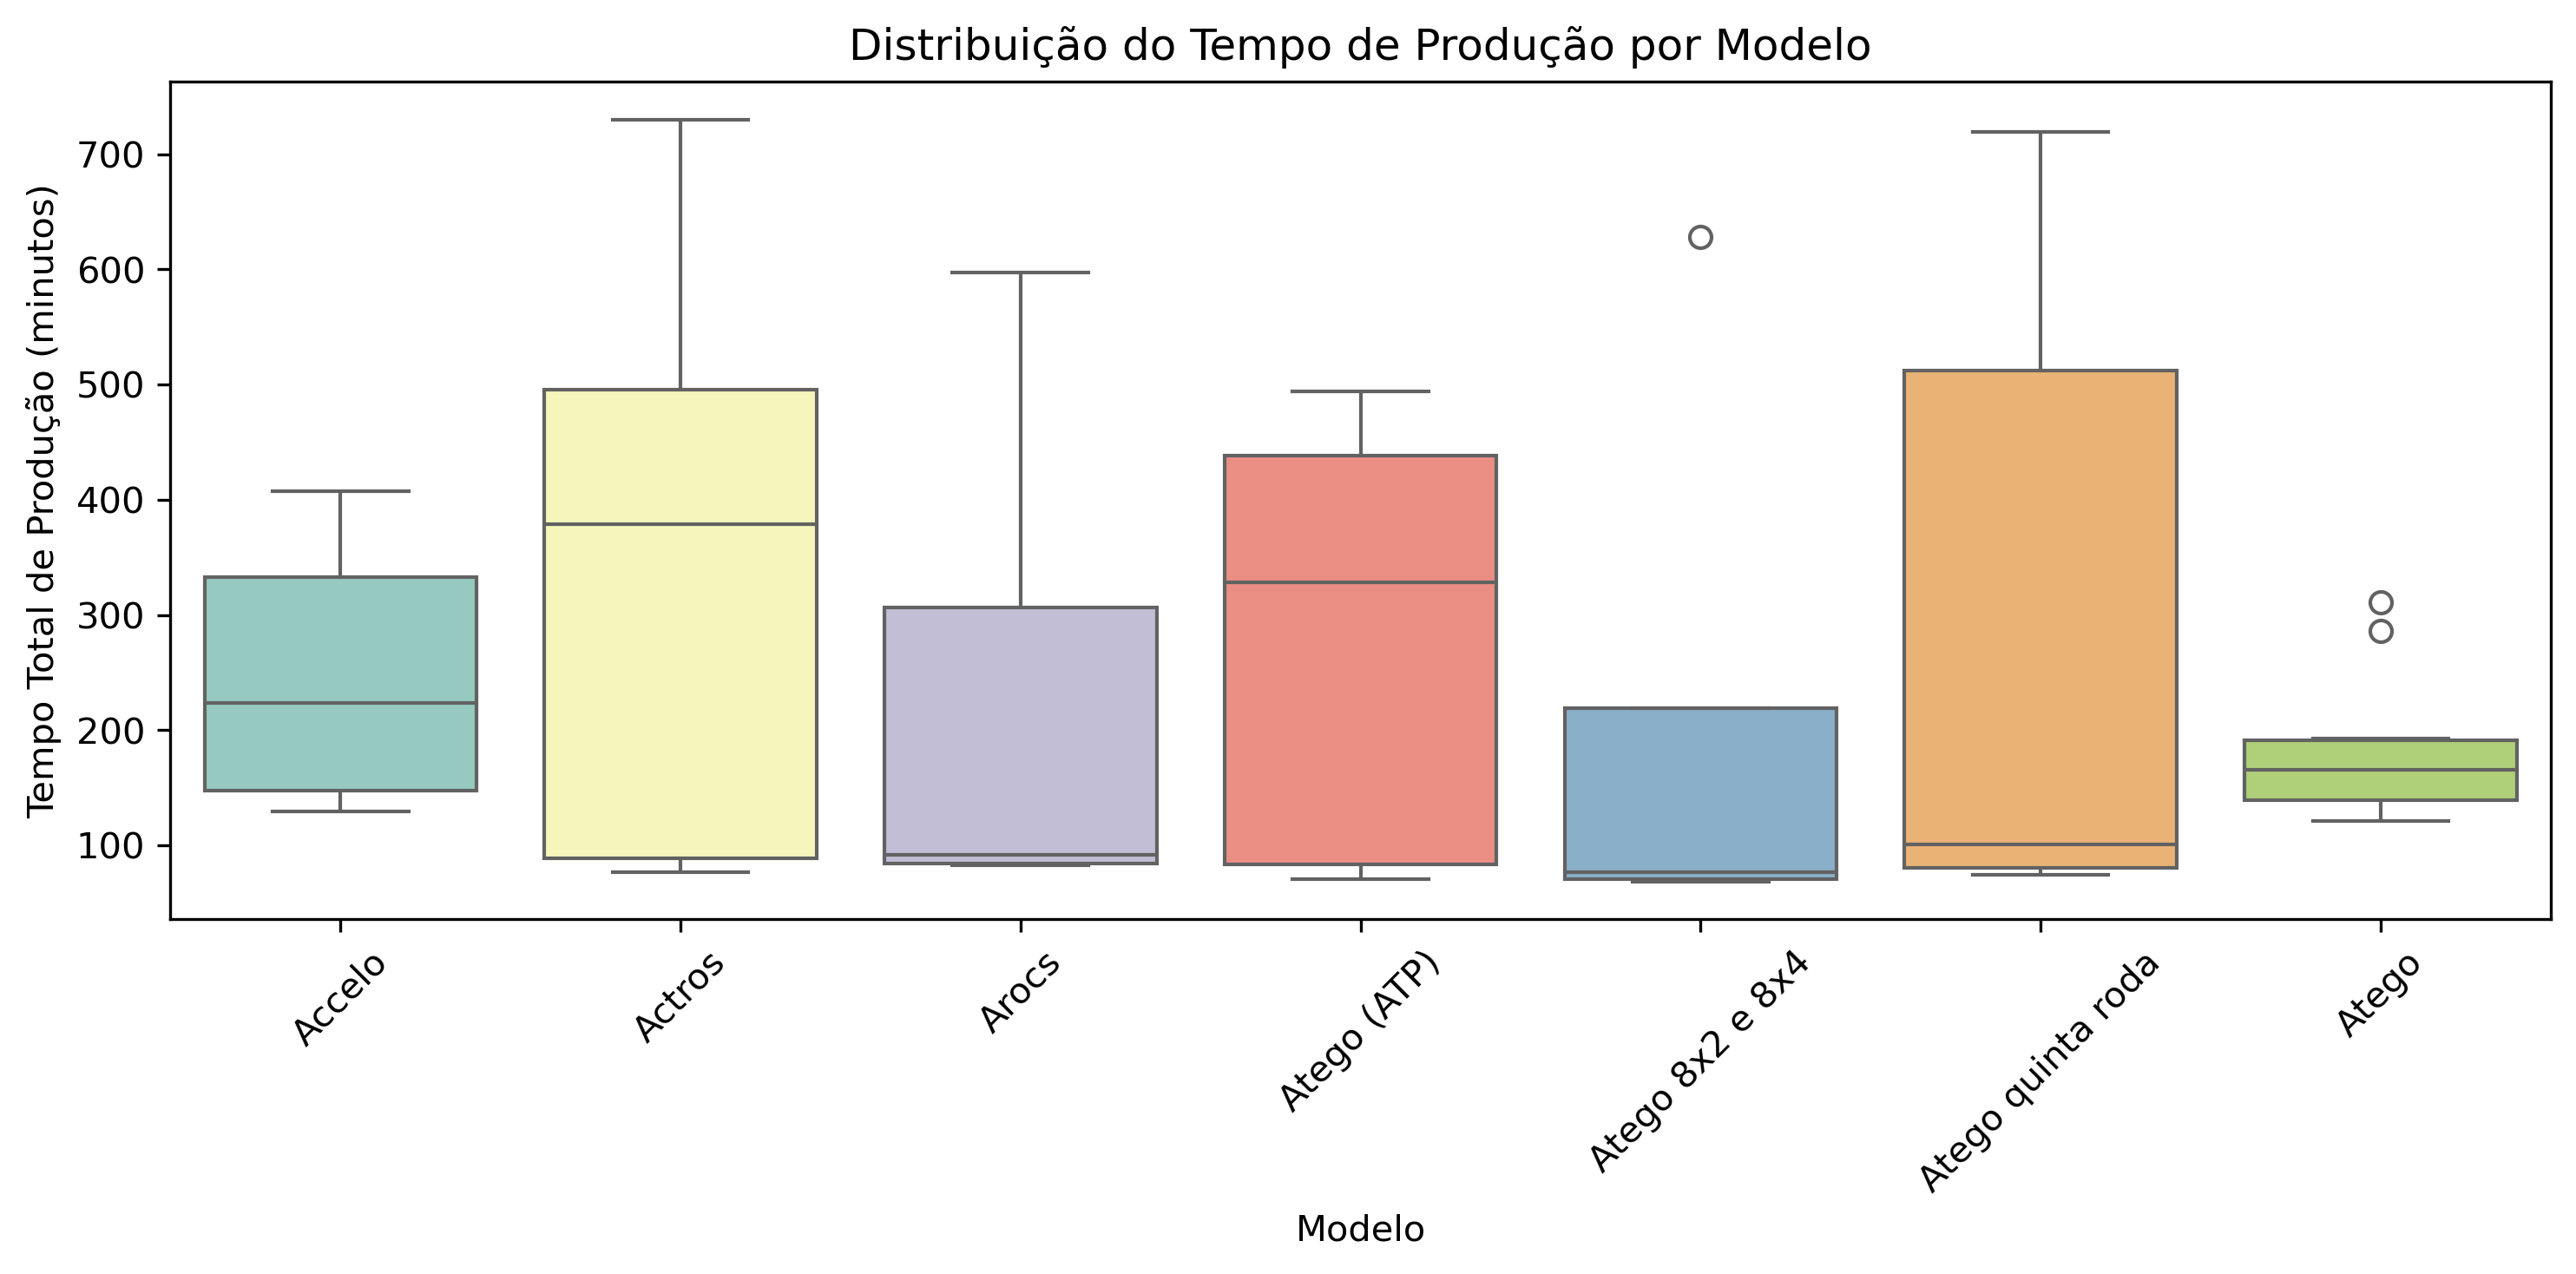 Distribuição do Tempo de Produção por Modelo
Tempo Total de Produção (minutos)
700
600
500
400
300
200
100
Accelo
Actros
Arocs
Atego (ATP)
Atego 8x2 e 8x4
Atego quinta roda
Atego
Modelo